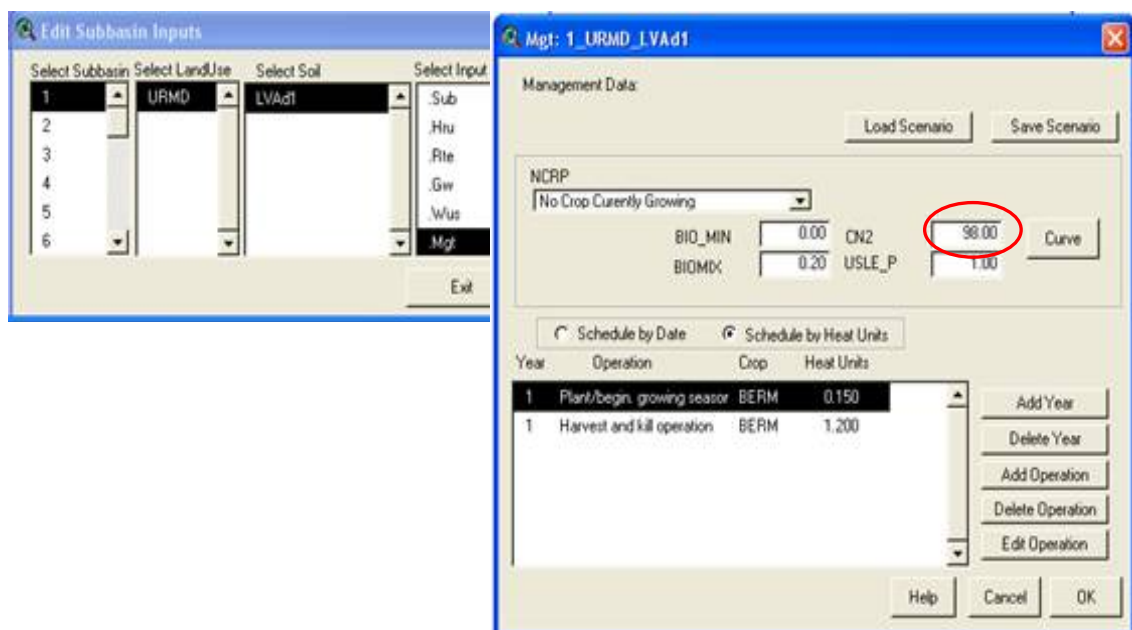 Edit Subbasin Inputs
Select Subbasin Select LandUse Select Soil Select Input
1 URMD LVAd1 .Sub
2 .Hru
3 .Rte
4 .Gw
5 .Wus
6 .Mgt
Exit
Mgt: 1_URMD_LVAd1
Management Data:
Load Scenario Save Scenario
NCRP
No Crop Curently Growing
BIO_MIN 0.00 CN2 98.00 Curve
BIOMIX 0.20 USLE_P 1.00
Schedule by Date Schedule by Heat Units
Year Operation Crop Heat Units
1 Plant/begin. growing seasor BERM 0.150
1 Harvest and kill operation BERM 1.200
Add Year
Delete Year
Add Operation
Delete Operation
Edit Operation
Help Cancel OK